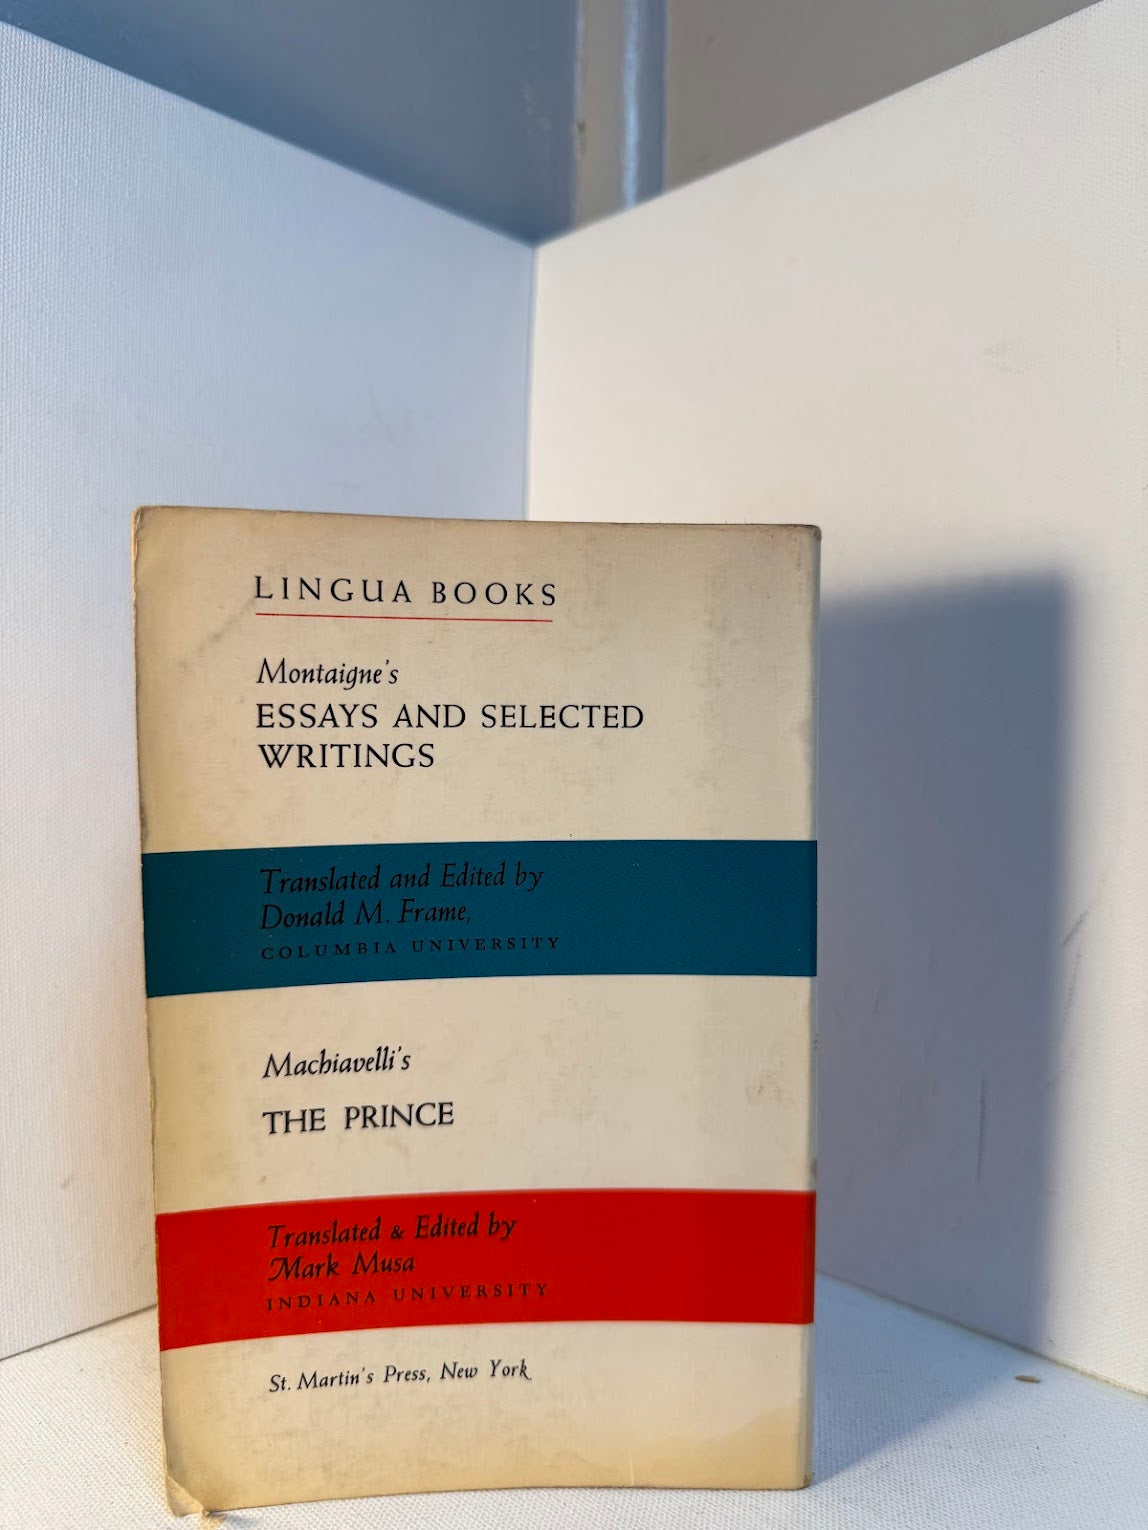 LINGUA BOOKS
Montaigne's
ESSAYS AND SELECTED
WRITINGS
Translated and Edited by
Donald M. Frame,
COLUMBIA UNIVERSITY
Machiavelli's
THE PRINCE
Translated & Edited by
Mark Musa
INDIANA UNIVERSITY
St. Martin's Press, New York